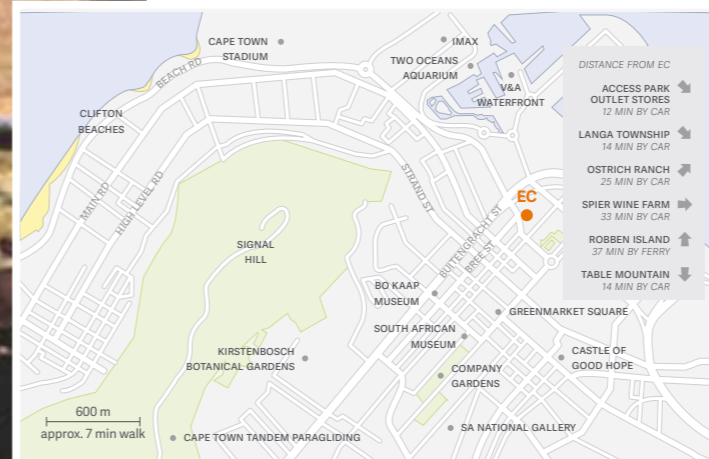 CAPE TOWN
STADIUM
IMAX
TWO OCEANS
AQUARIUM
V&A
WATERFRONT
BEACH RD
CLIFTON
BEACHES
MAIN RD
HIGH LEVEL RD
STRAND ST
EC
BUITENGRACHT ST
BREE ST
SIGNAL
HILL
BO KAAP
MUSEUM
GREENMARKET SQUARE
SOUTH AFRICAN
MUSEUM
KIRSTENBOSCH
BOTANICAL GARDENS
CASTLE OF
GOOD HOPE
COMPANY
GARDENS
600 m
approx. 7 min walk
CAPE TOWN TANDEM PARAGLIDING
SA NATIONAL GALLERY
DISTANCE FROM EC
ACCESS PARK
OUTLET STORES
12 MIN BY CAR
LANGA TOWNSHIP
14 MIN BY CAR
OSTRICH RANCH
25 MIN BY CAR
SPIER WINE FARM
33 MIN BY CAR
ROBBEN ISLAND
37 MIN BY FERRY
TABLE MOUNTAIN
14 MIN BY CAR